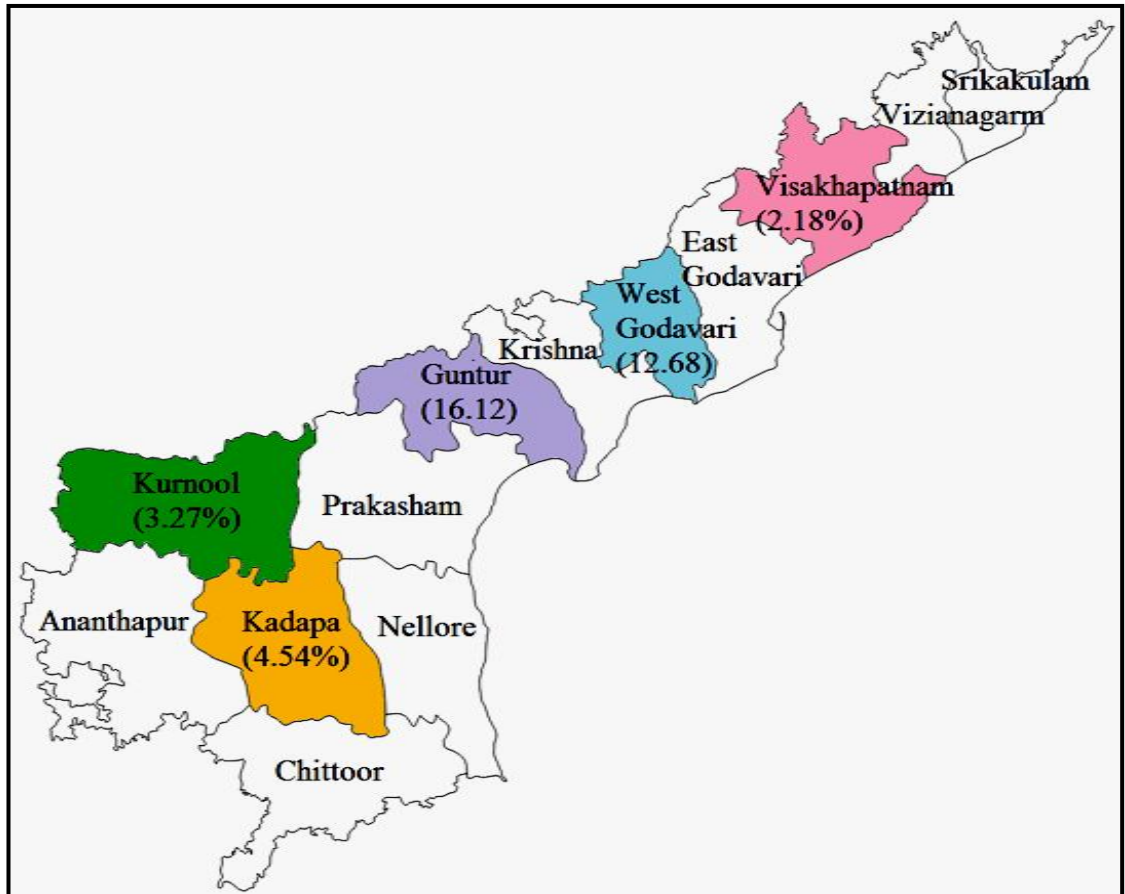 Srikakulam
Vizianagarm
Visakhapatnam
(2.18%)
East
Godavari
West
Godavari
(12.68)
Krishna
Guntur
(16.12)
Kurnool
(3.27%)
Prakasham
Ananthapur
Kadapa
(4.54%)
Nellore
Chittoor